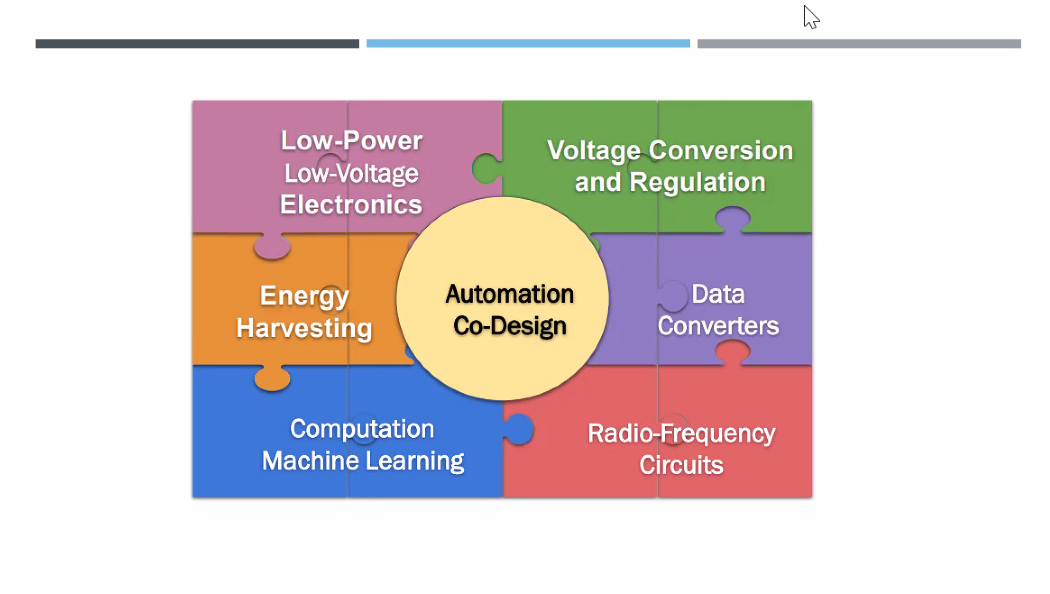 Low-Power
Low-Voltage
Electronics
Voltage Conversion
and Regulation
Energy
Harvesting
Automation
Co-Design
Data
Converters
Computation
Machine Learning
Radio-Frequency
Circuits